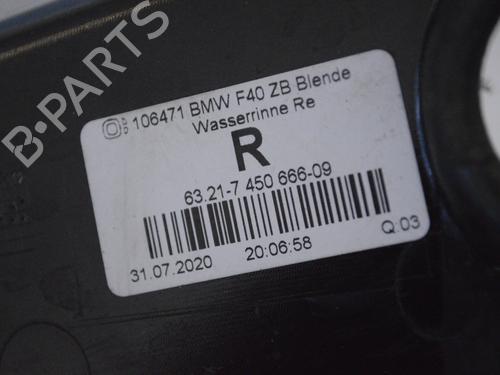 B-PARTS
106471 BMW F40 ZB Blende
Wasserrinne Re
R
63.21-7 450 666-09
31.07.2020 20:06:58 Q:03